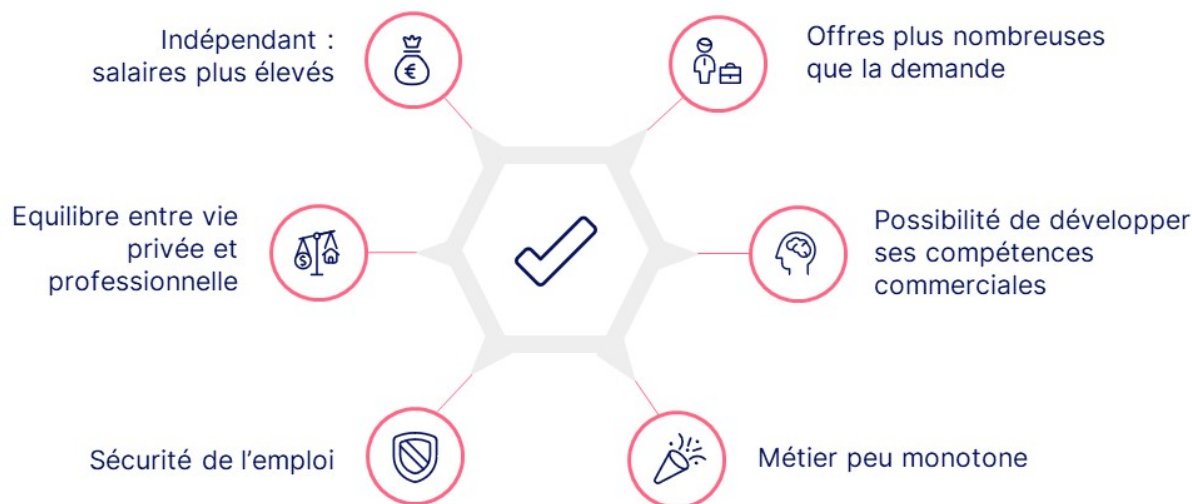 Indépendant :
salaires plus élevés
Offres plus nombreuses
que la demande
Equilibre entre vie
privée et
professionnelle
Possibilité de développer
ses compétences
commerciales
Sécurité de l'emploi
Métier peu monotone